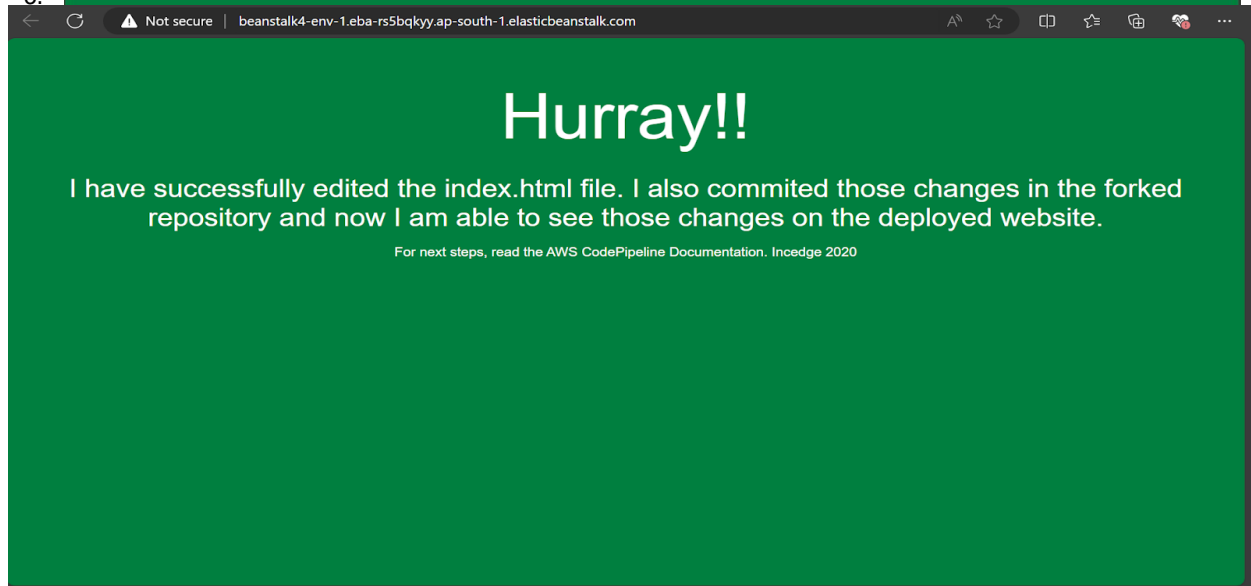 Not secure | beanstalk4-env-1.eba-rs5bqkyy.ap-south-1.elasticbeanstalk.com
Hurray!!
I have successfully edited the index.html file. I also commited those changes in the forked
repository and now I am able to see those changes on the deployed website.
For next steps, read the AWS CodePipeline Documentation. Incedge 2020